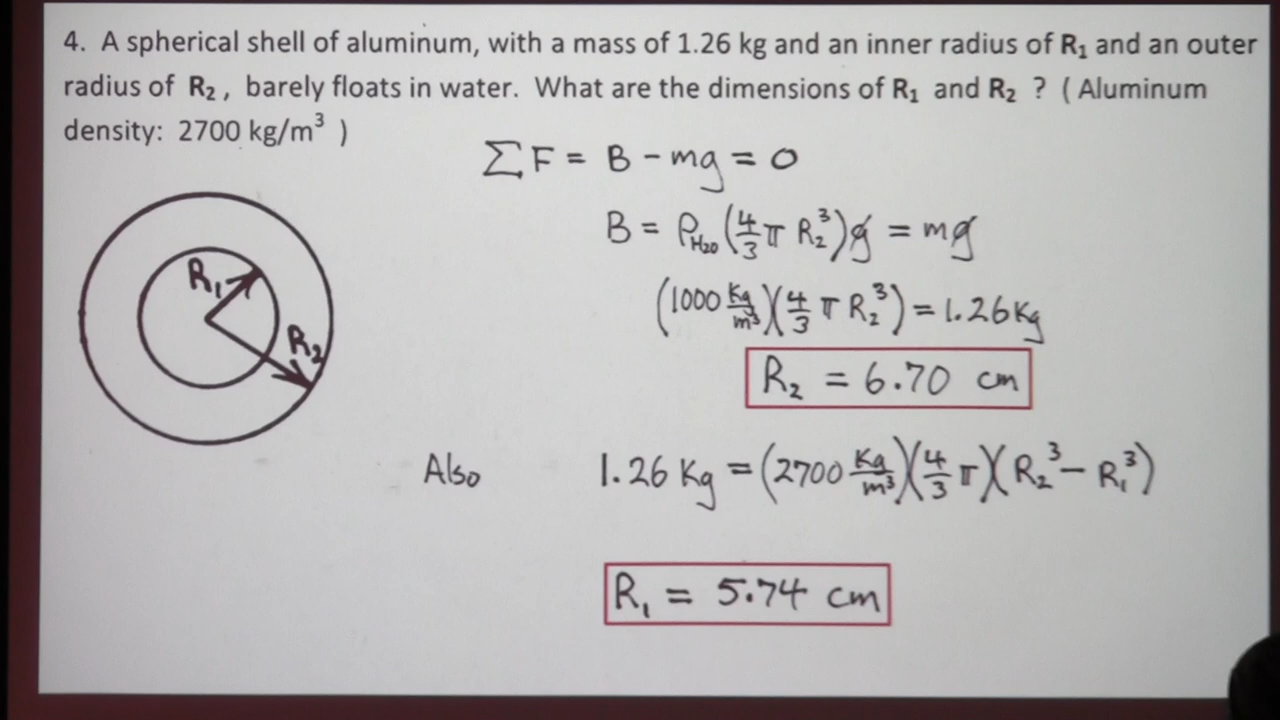 4. A spherical shell of aluminum, with a mass of 1.26 kg and an inner radius of R₁ and an outer
radius of R₂ , barely floats in water. What are the dimensions of R₁ and R₂ ? ( Aluminum
density: 2700 kg/m³ )
ΣF = B - mg = 0
B = ρH₂O (4/3 π R₂³) g = mg
(1000 Kg/m³)(4/3 π R₂³) = 1.26 Kg
R₁
R₂
R₂ = 6.70 cm
Also 1.26 Kg = (2700 Kg/m³)(4/3 π)(R₂³ - R₁³)
R₁ = 5.74 cm